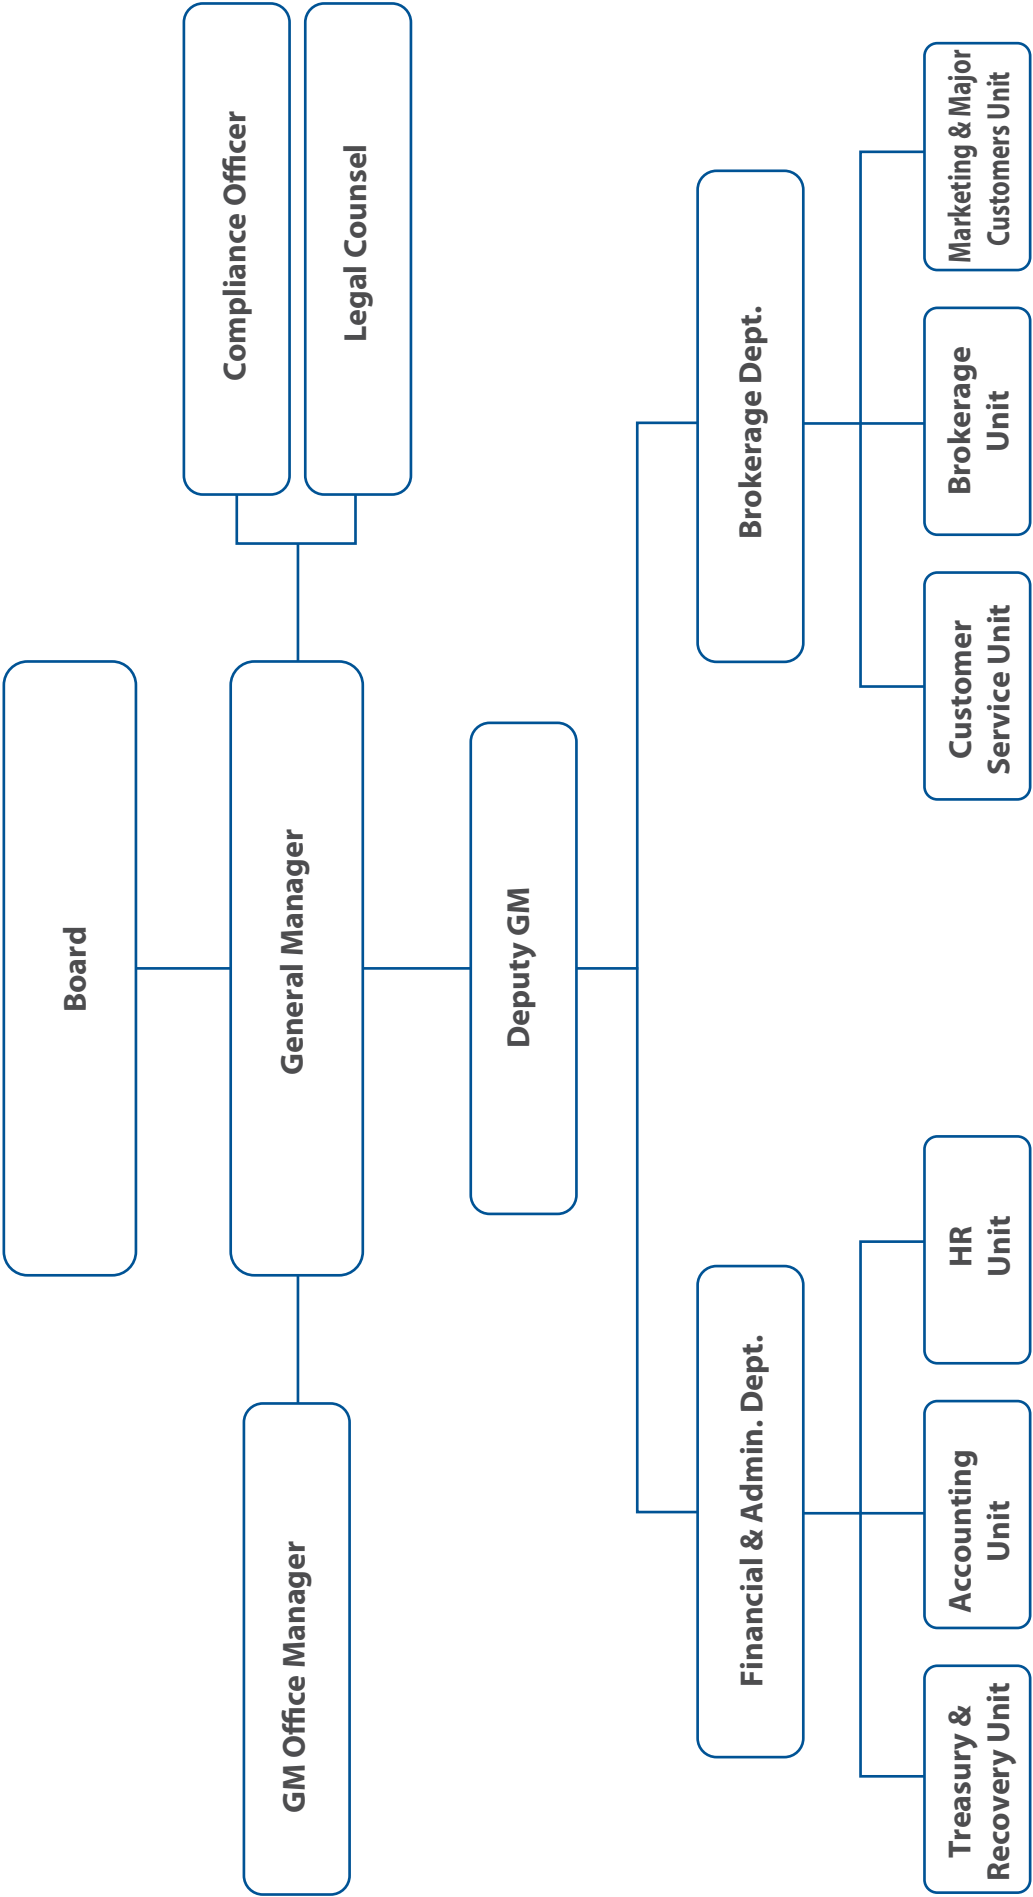 Board
Compliance Officer
Legal Counsel
General Manager
GM Office Manager
Deputy GM
Financial & Admin. Dept.
Brokerage Dept.
Treasury &
Recovery Unit
Accounting
Unit
HR
Unit
Customer
Service Unit
Brokerage
Unit
Marketing & Major
Customers Unit